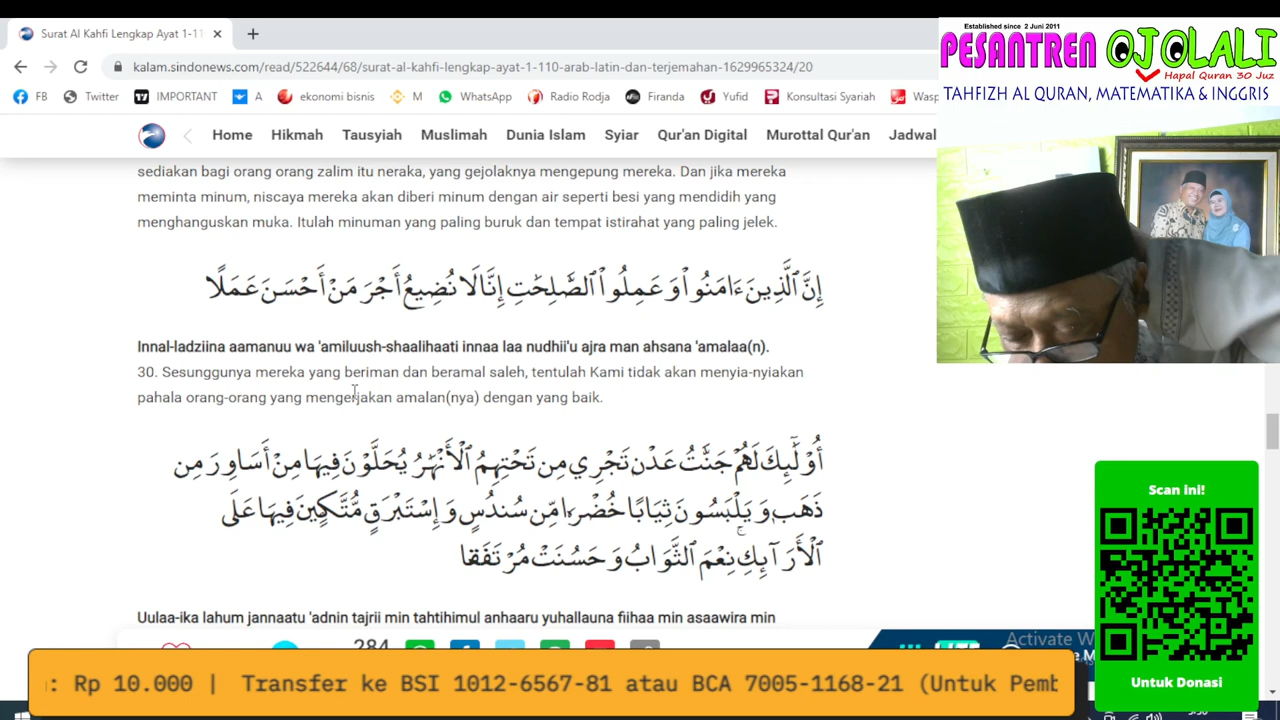 Surat Al Kahfi Lengkap Ayat 1-11
kalam.sindonews.co
surat-al-kahfi-lengkap-ayat-1-110-arab-latin-dan-terjemahan-1629965324/20
FB Twitter IMPORTANT A ekonomi bisnis M WhatsApp Radio Rodja Firanda Yufid Konsultasi Syariah Wasp
Home Hikmah Tausyiah Muslimah Dunia Islam Syiar Qur'an Digital Murottal Qur'an Jadwal
Established since 2 Juni 2011
PESANTREN OJOLALI
Hapal Quran 30 Juz
TAHFIZH AL QURAN, MATEMATIKA & INGGRIS
sediakan bagi orang orang zalim itu neraka, yang gejolaknya mengepung mereka. Dan jika mereka
meminta minum, niscaya mereka akan diberi minum dengan air seperti besi yang mendidih yang
menghanguskan muka. Itulah minuman yang paling buruk dan tempat istirahat yang paling jelek.
إِنَّ ٱلَّذِينَ ءَامَنُوا۟ وَعَمِلُوا۟ ٱلصَّٰلِحَٰتِ إِنَّا لَا نُضِيعُ أَجْرَ مَنْ أَحْسَنَ عَمَلًا
Innal-ladziina aamanuu wa 'amiluush-shaalihaati innaa laa nudhii'u ajra man ahsana 'amalaa(n).
30. Sesunggunya mereka yang beriman dan beramal saleh, tentulah Kami tidak akan menyia-nyiakan
pahala orang-orang yang mengerjakan amalan(nya) dengan yang baik.
أُو۟لَٰٓئِكَ لَهُمْ جَنَّٰتُ عَدْنٍ تَجْرِي مِن تَحْتِهِمُ ٱلْأَنْهَٰرُ يُحَلَّوْنَ فِيهَا مِنْ أَسَاوِرَ مِن
ذَهَبٍ وَيَلْبَسُونَ ثِيَابًا خُضْرًا مِّن سُندُسٍ وَإِسْتَبْرَقٍ مُّتَّكِـِٔينَ فِيهَا عَلَى
ٱلْأَرَآئِكِ ۚ نِعْمَ ٱلثَّوَابُ وَحَسُنَتْ مُرْتَفَقًا
Uulaa-ika lahum jannaatu 'adnin tajrii min tahtihimul anhaaru yuhallauna fiihaa min asaawira min
284
Activate W
Scan ini!
Untuk Donasi
: Rp 10.000 | Transfer ke BSI 1012-6567-81 atau BCA 7005-1168-21 (Untuk Pemb